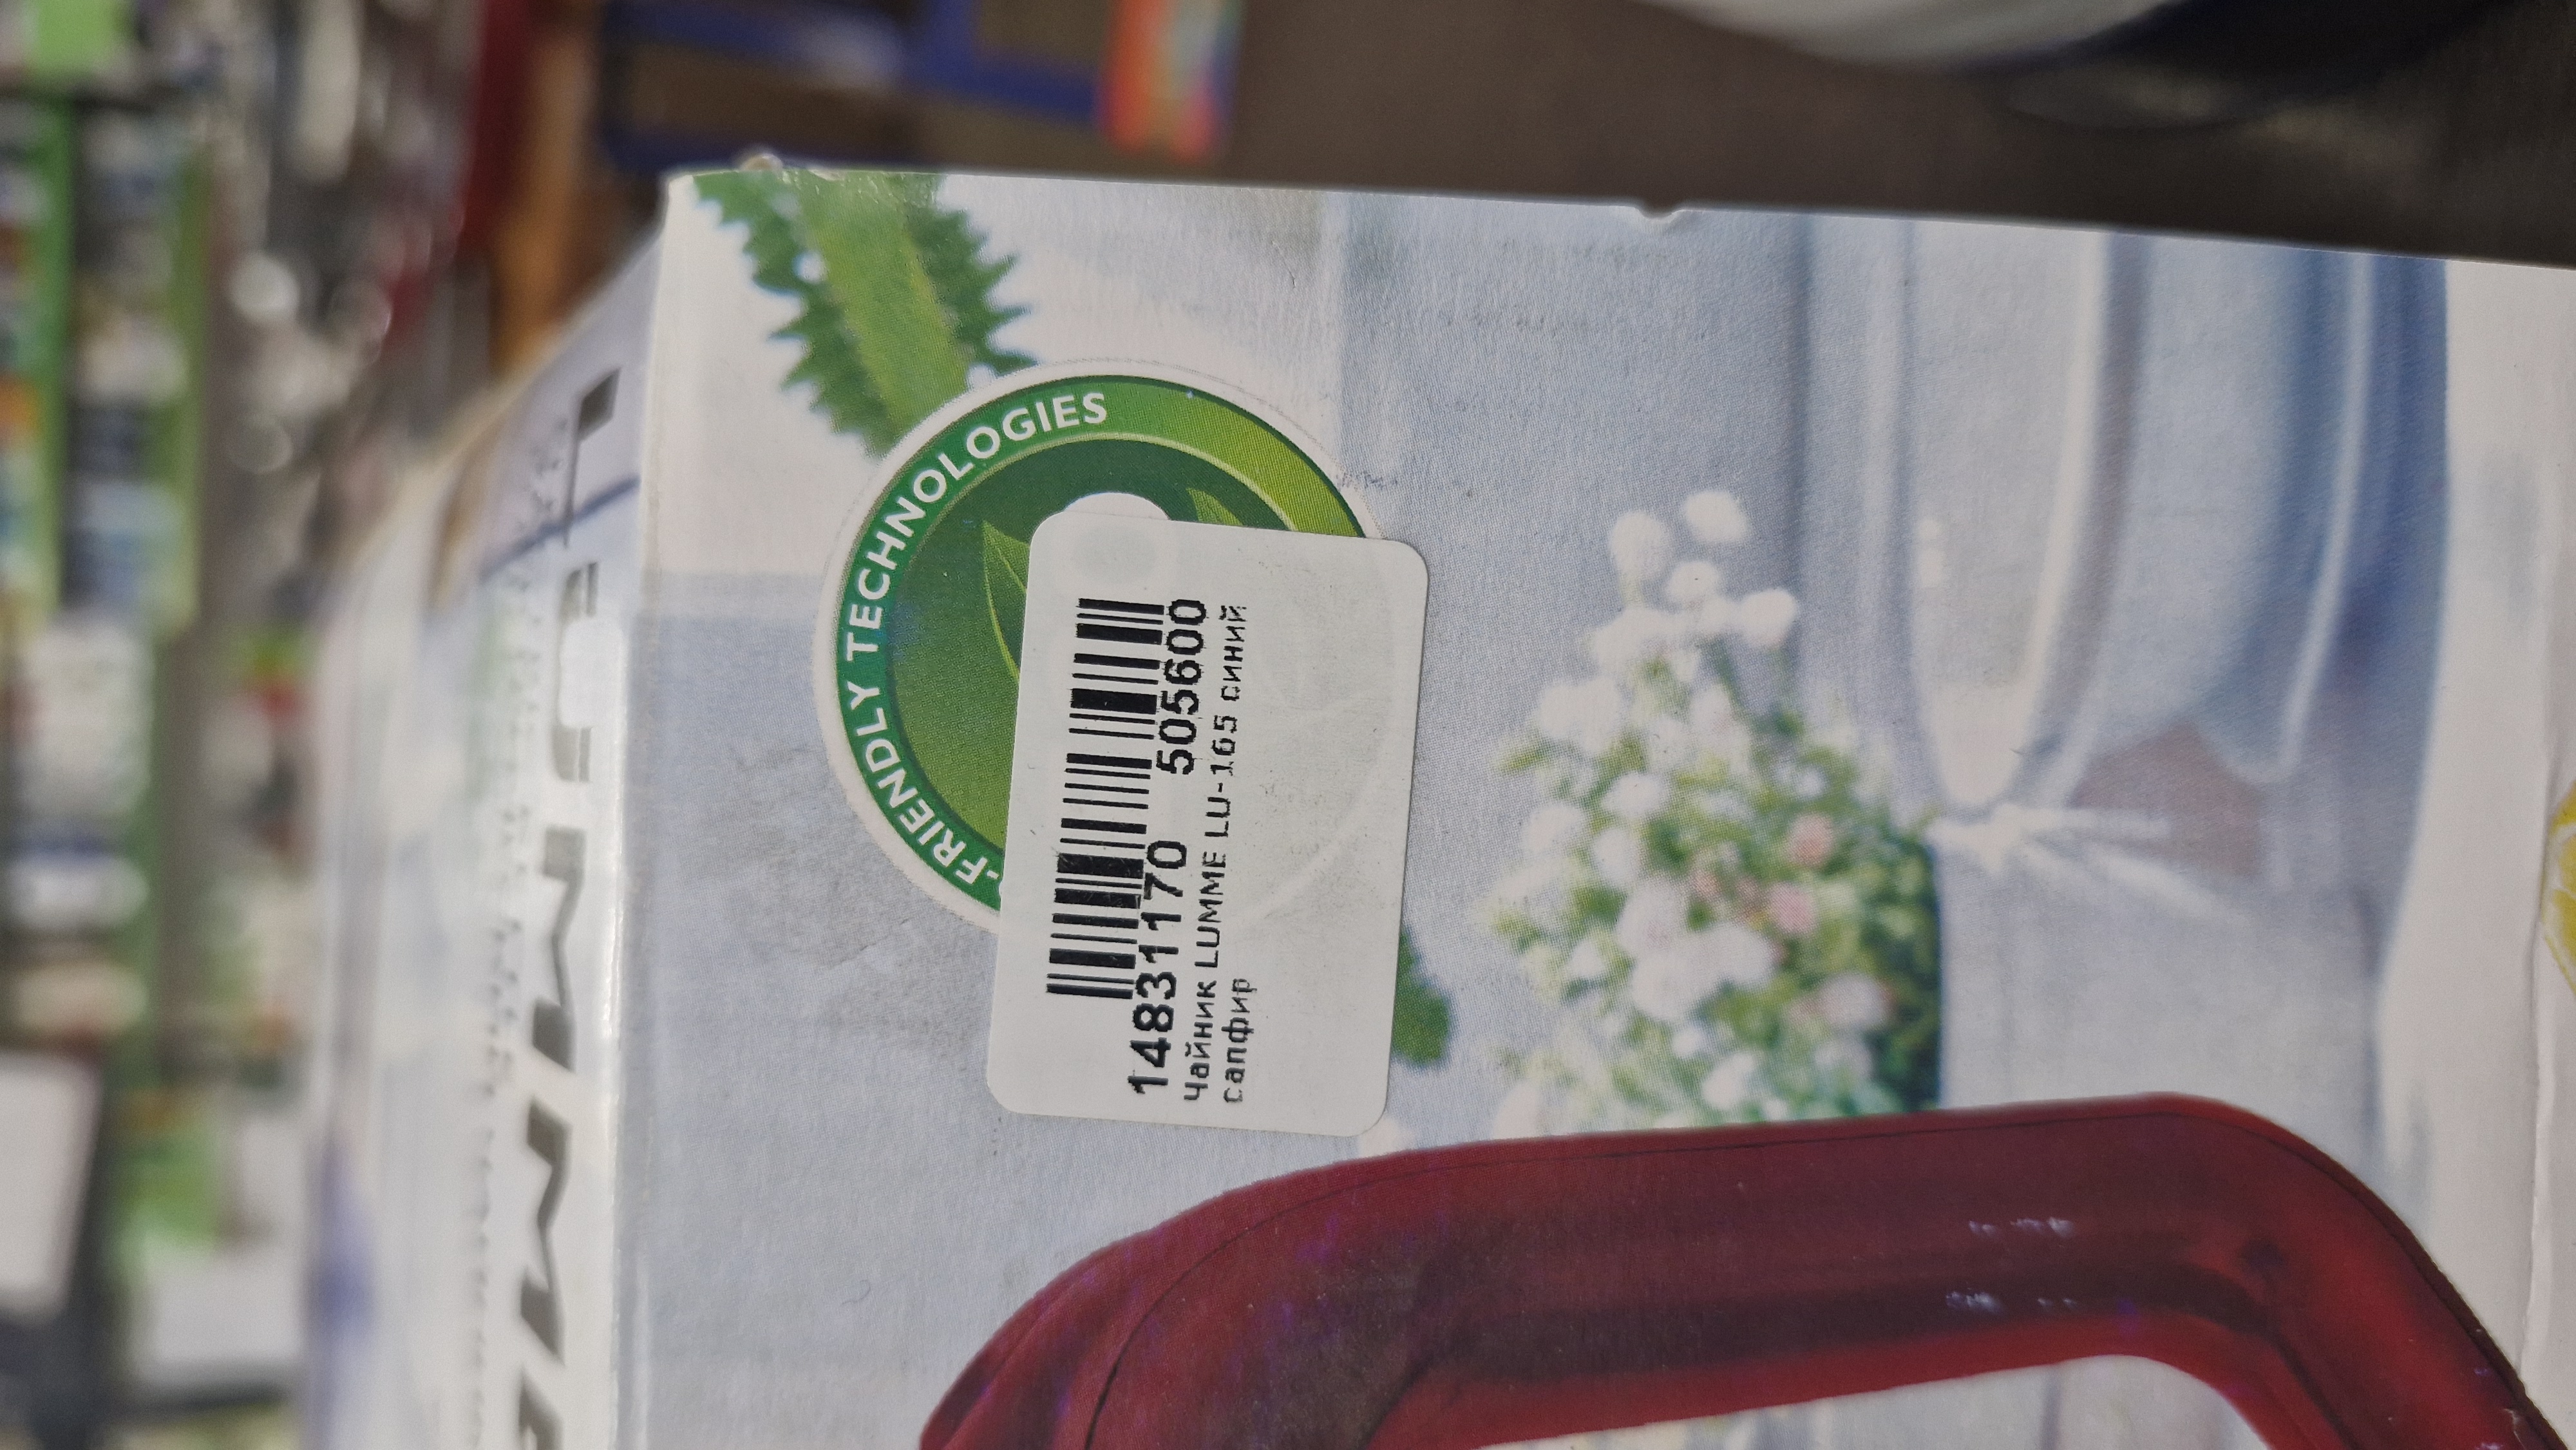 FRIENDLY TECHNOLOGIES
14831170 505600
Чайник LUMME LU-165 синий
сапфир